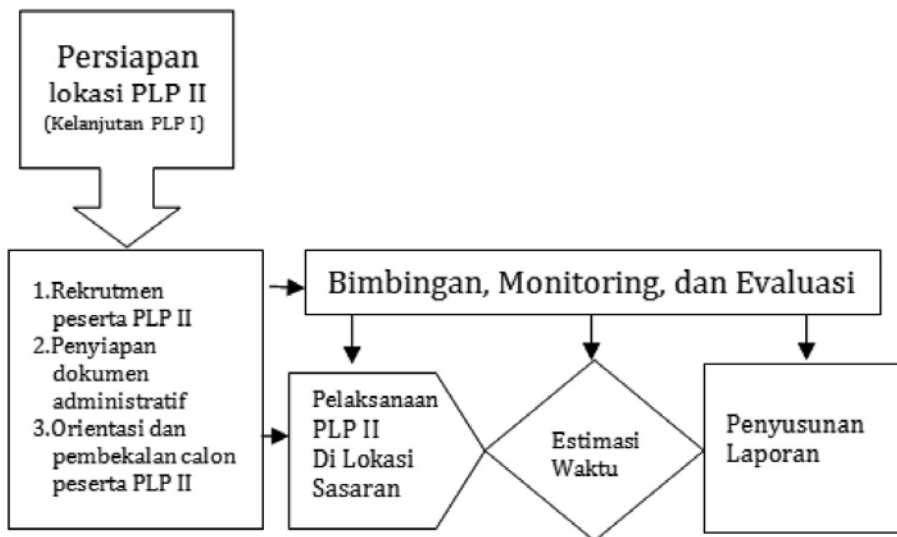 Persiapan
lokasi PLP II
(Kelanjutan PLP I)
1.Rekrutmen
peserta PLP II
2.Penyiapan
dokumen
administratif
3.Orientasi dan
pembekalan calon
peserta PLP II
Bimbingan, Monitoring, dan Evaluasi
Pelaksanaan
PLP II
Di Lokasi
Sasaran
Estimasi
Waktu
Penyusunan
Laporan